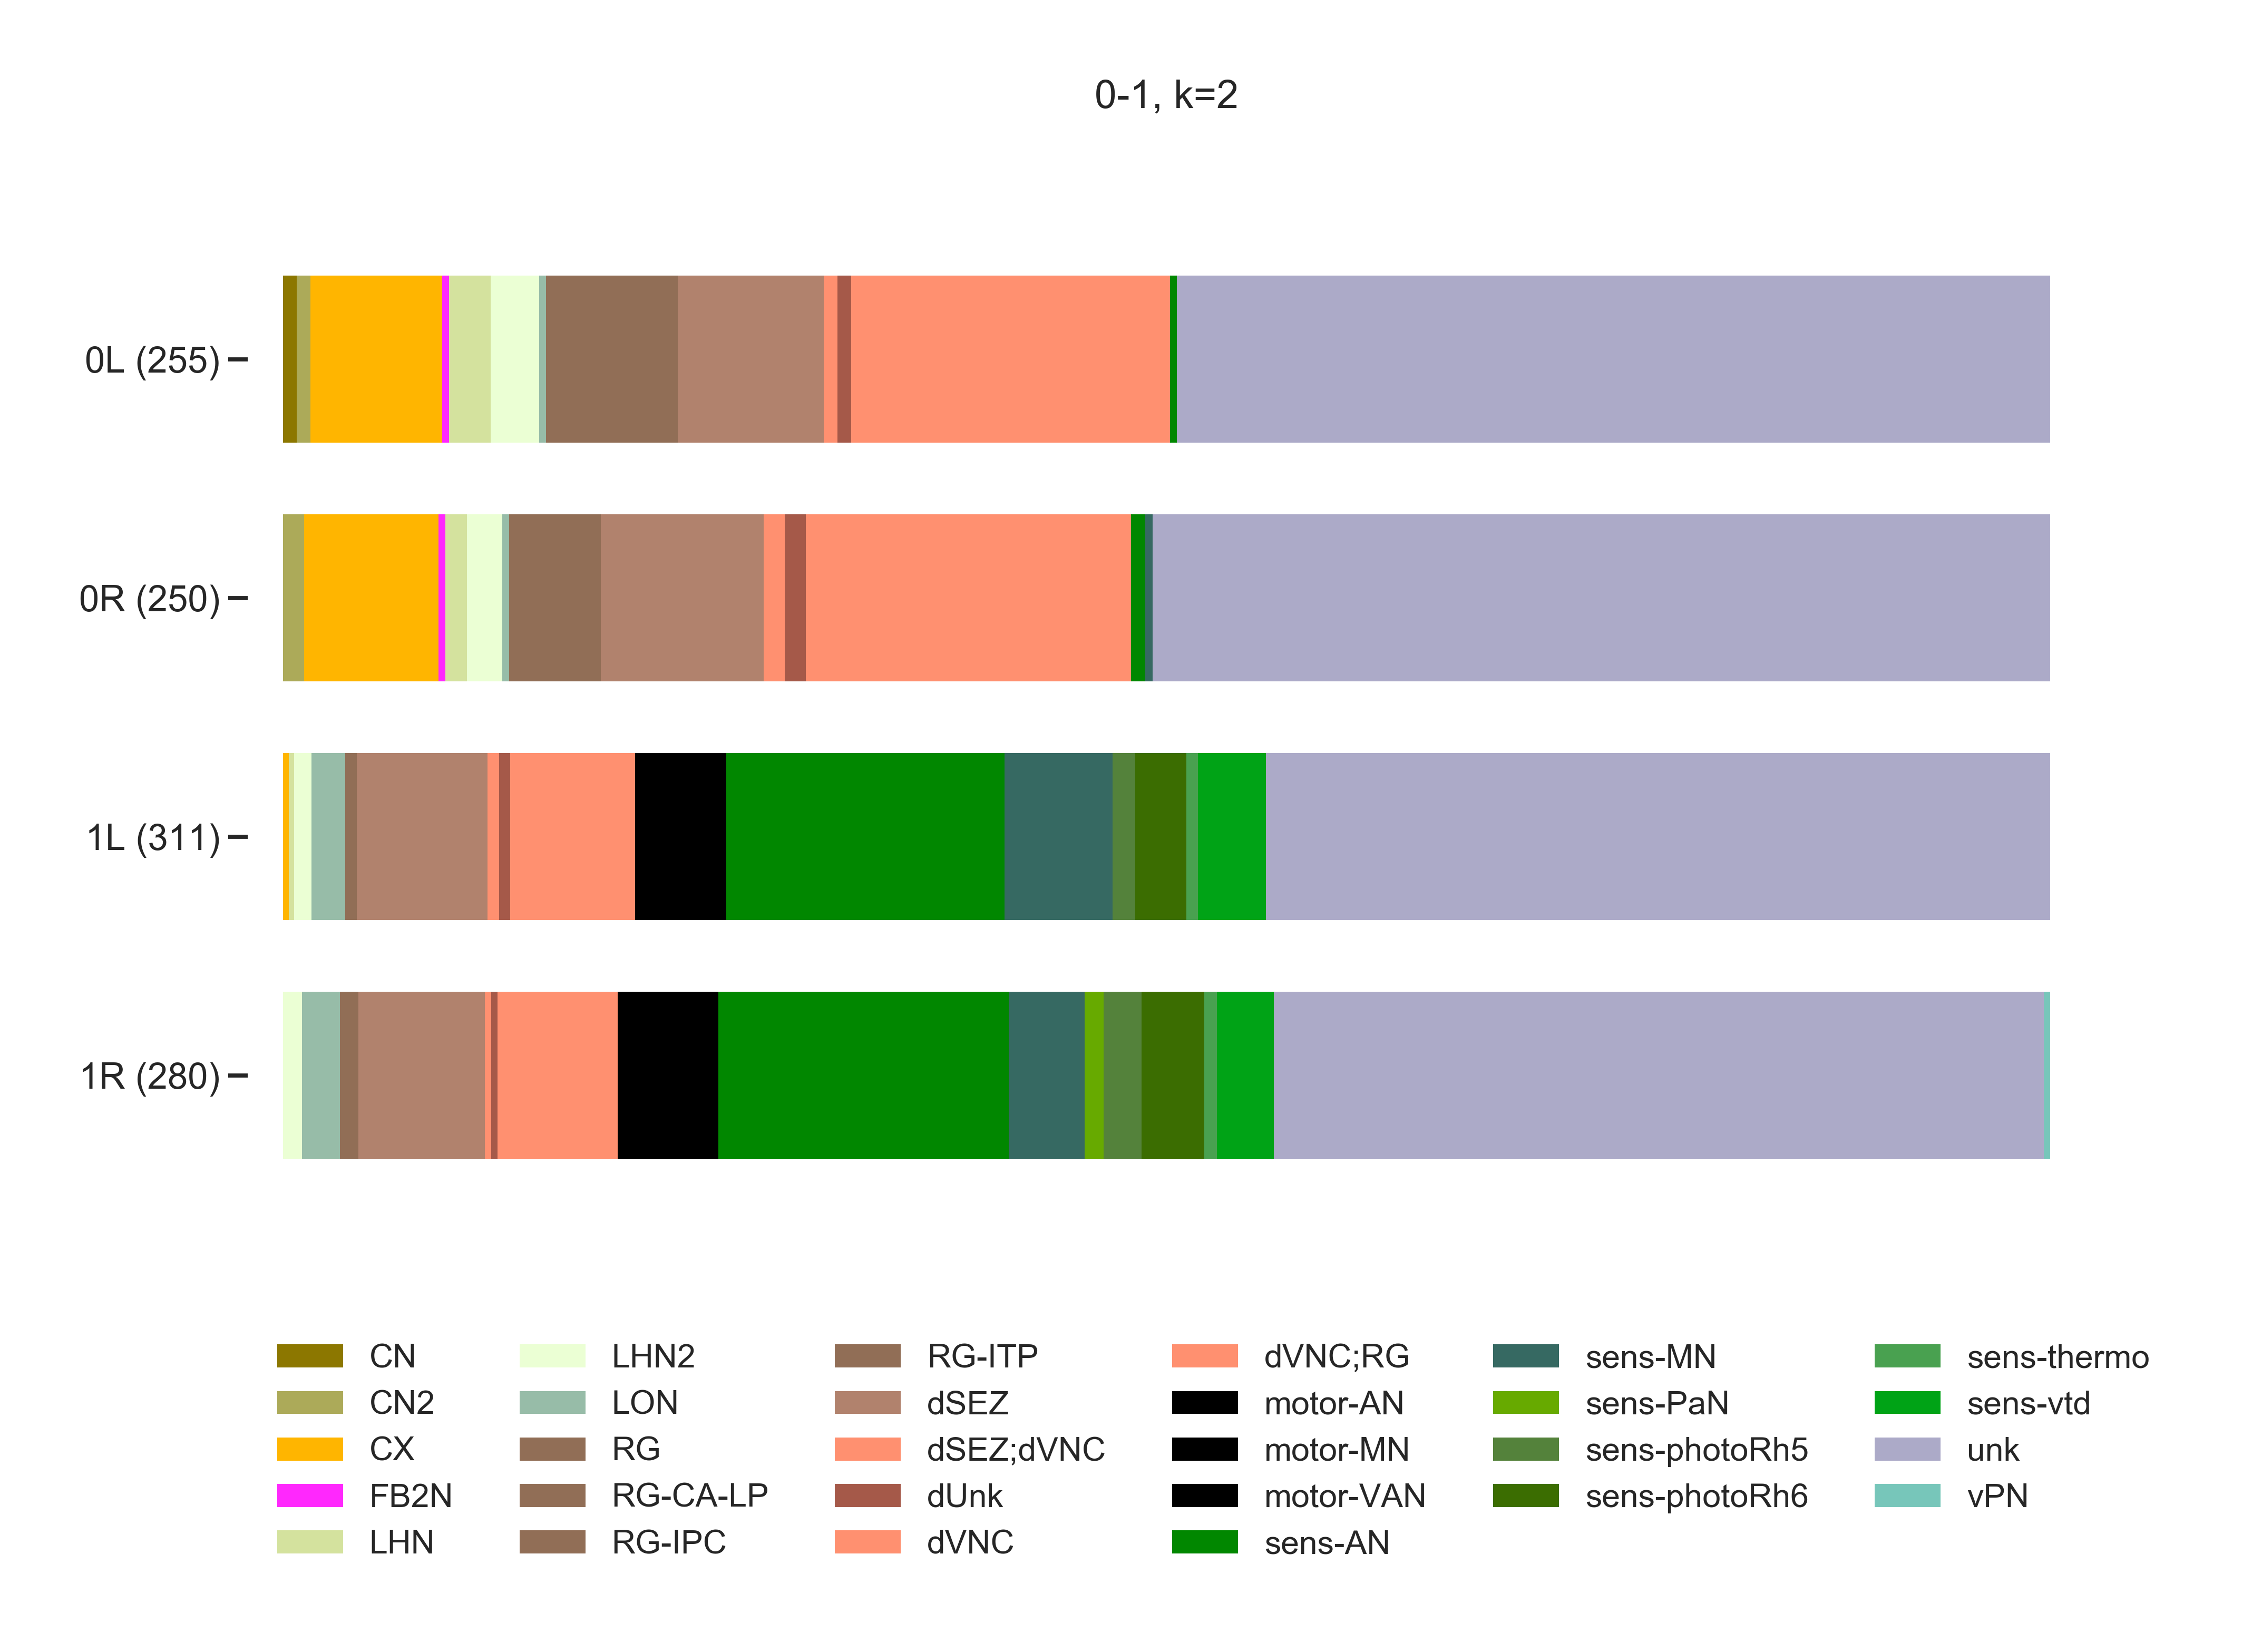 0-1, k=2
0L (255)
0R (250)
1L (311)
1R (280)
CN
CN2
CX
FB2N
LHN
LHN2
LON
RG
RG-CA-LP
RG-IPC
RG-ITP
dSEZ
dSEZ;dVNC
dUnk
dVNC
dVNC;RG
motor-AN
motor-MN
motor-VAN
sens-AN
sens-MN
sens-PaN
sens-photoRh5
sens-photoRh6
sens-thermo
sens-vtd
unk
vPN